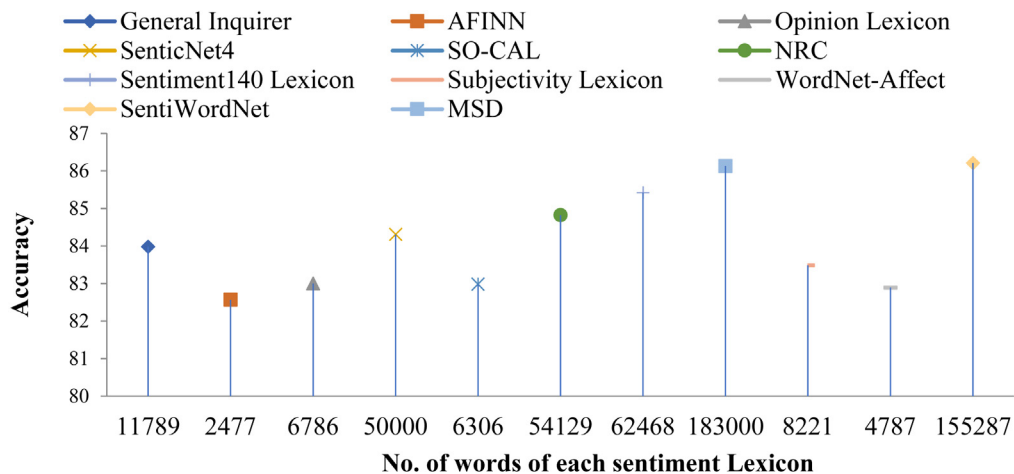 General Inquirer AFINN Opinion Lexicon
SenticNet4 SO-CAL NRC
Sentiment140 Lexicon Subjectivity Lexicon WordNet-Affect
SentiWordNet MSD
87
86
85
84
83
82
81
80
Accuracy
11789 2477 6786 50000 6306 54129 62468 183000 8221 4787 155287
No. of words of each sentiment Lexicon